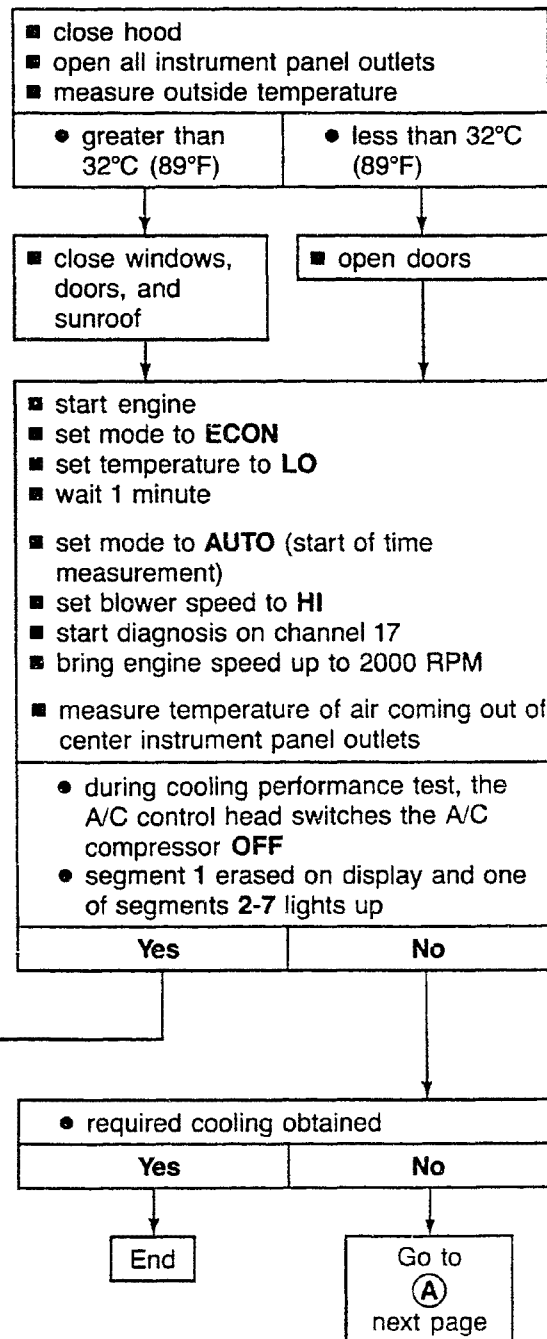 ■ close hood
■ open all instrument panel outlets
■ measure outside temperature
● greater than
32°C (89°F)
● less than 32°C
(89°F)
■ close windows,
doors, and
sunroof
■ open doors
■ start engine
■ set mode to ECON
■ set temperature to LO
■ wait 1 minute
■ set mode to AUTO (start of time
measurement)
■ set blower speed to HI
■ start diagnosis on channel 17
■ bring engine speed up to 2000 RPM
■ measure temperature of air coming out of
center instrument panel outlets
● during cooling performance test, the
A/C control head switches the A/C
compressor OFF
● segment 1 erased on display and one
of segments 2-7 lights up
Yes
No
● required cooling obtained
Yes
No
End
Go to
A
next page